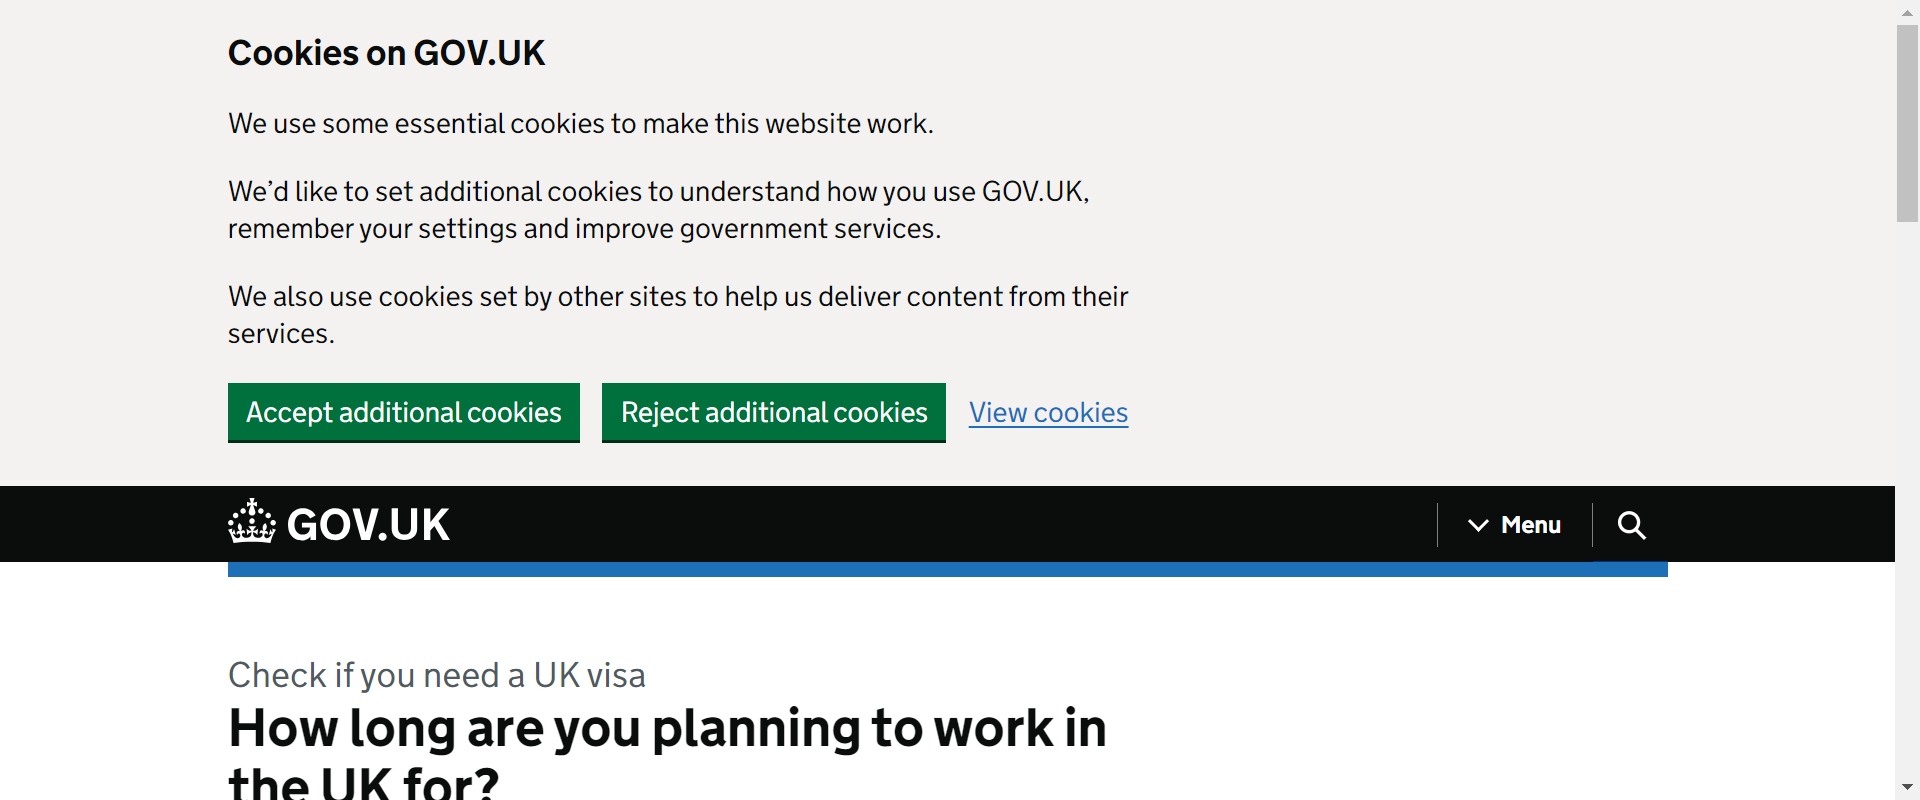 Cookies on GOV.UK
We use some essential cookies to make this website work.
We’d like to set additional cookies to understand how you use GOV.UK,
remember your settings and improve government services.
We also use cookies set by other sites to help us deliver content from their
services.
Accept additional cookies
Reject additional cookies
View cookies
GOV.UK
Menu
Check if you need a UK visa
How long are you planning to work in
the UK for?